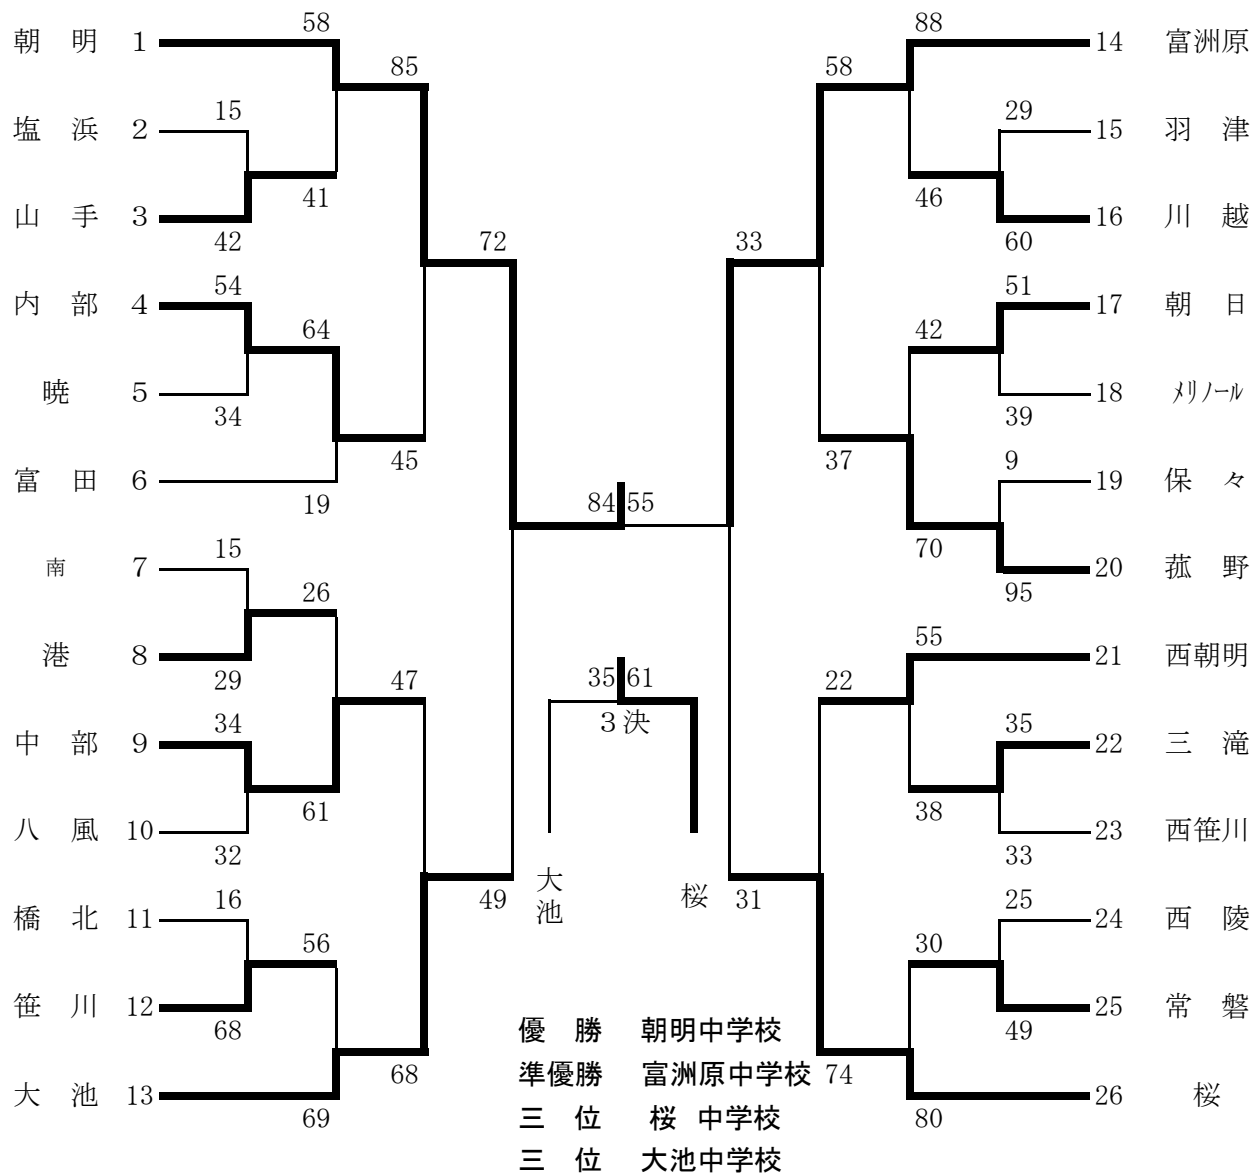 58 88
朝　明 1 14 富洲原
85 58
15 29
塩　浜 2 15 羽　津
41 46
山　手 3 16 川　越
42 72 33 60
54 51
内　部 4 17 朝　日
64 42
暁 5 18 ﾒﾘﾉｰﾙ
34 39
45 37 9
富　田 6 19 保　々
19 84 55
15 70
南 7 20 菰　野
26 95
55
港 8 21 西朝明
29 47 35 61 22
34 3決 35
中　部 9 22 三　滝
61 38
八　風 10 23 西笹川
32 33
49 大池 桜 31
16 25
橋　北 11 24 西　陵
56 30
笹　川 12 25 常　磐
68 49
優　勝 朝明中学校
68 準優勝 富洲原中学校 74
大　池 13 26 桜
69 三　位 桜 中学校 80
三　位 大池中学校